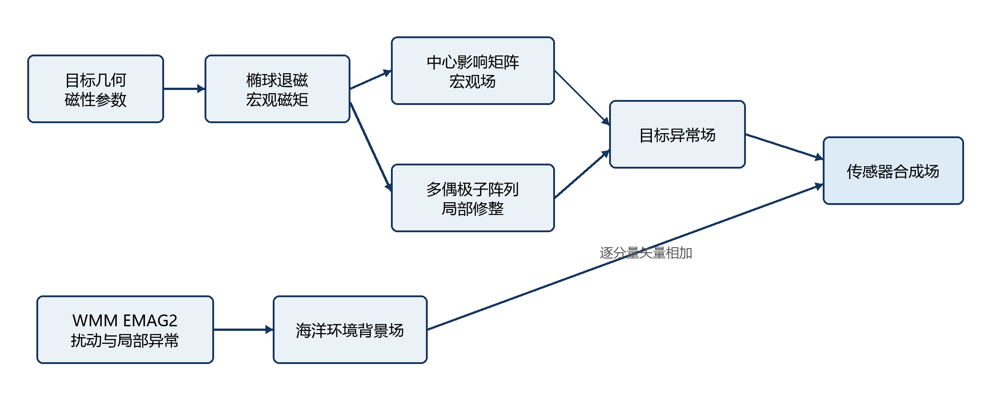 目标几何
磁性参数
椭球退磁
宏观磁矩
中心影响矩阵
宏观场
多偶极子阵列
局部修整
目标异常场
传感器合成场
逐分量矢量相加
WMM EMAG2
扰动与局部异常
海洋环境背景场